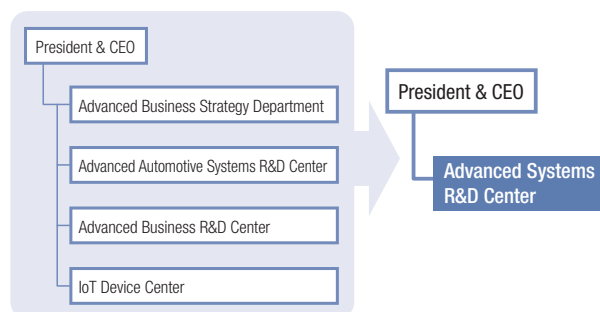 President & CEO
Advanced Business Strategy Department
Advanced Automotive Systems R&D Center
Advanced Business R&D Center
IoT Device Center
President & CEO
Advanced Systems
R&D Center